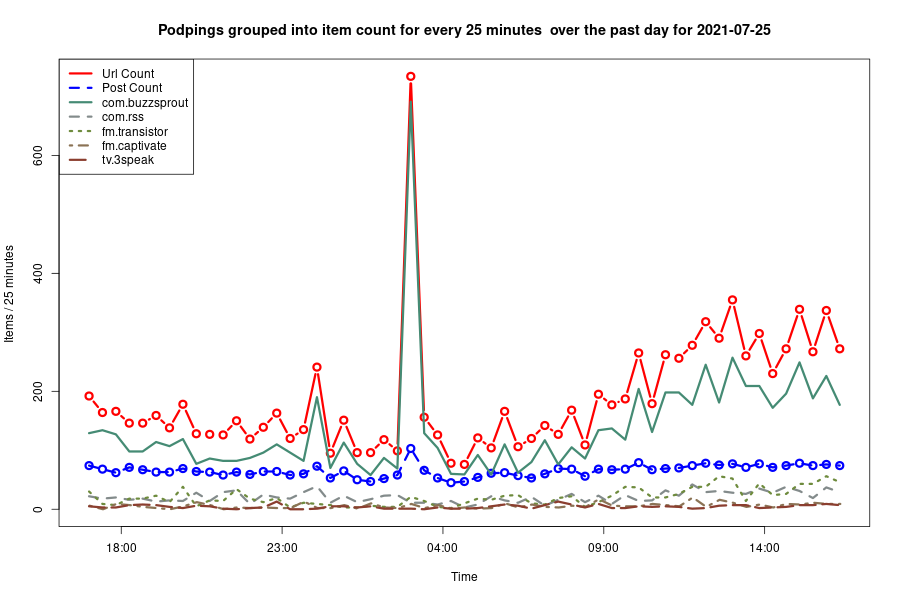 Podpings grouped into item count for every 25 minutes  over the past day for 2021-07-25
Url Count
Post Count
com.buzzsprout
com.rss
fm.transistor
fm.captivate
tv.3speak
Items / 25 minutes
600
400
200
0
18:00 23:00 04:00 09:00 14:00
Time